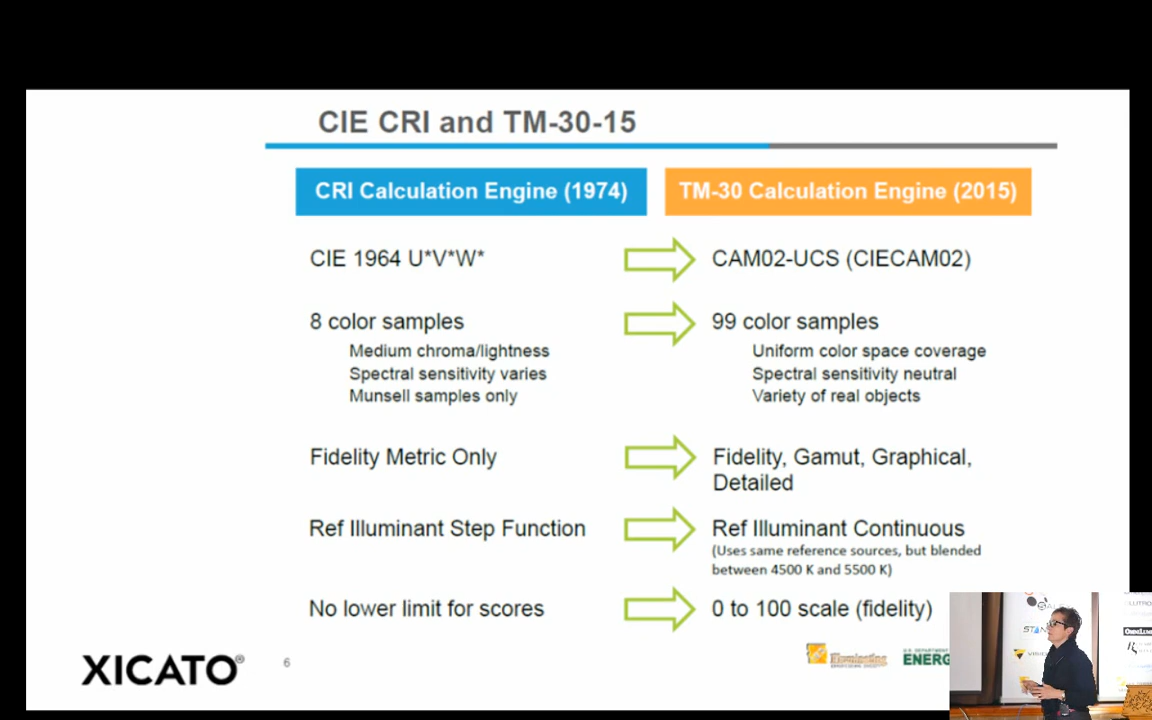 CIE CRI and TM-30-15
CRI Calculation Engine (1974)
TM-30 Calculation Engine (2015)
CIE 1964 U*V*W*
CAM02-UCS (CIECAM02)
8 color samples
Medium chroma/lightness
Spectral sensitivity varies
Munsell samples only
99 color samples
Uniform color space coverage
Spectral sensitivity neutral
Variety of real objects
Fidelity Metric Only
Fidelity, Gamut, Graphical,
Detailed
Ref Illuminant Step Function
Ref Illuminant Continuous
(Uses same reference sources, but blended
between 4500 K and 5500 K)
No lower limit for scores
0 to 100 scale (fidelity)
XICATO®
6
Illuminating
U.S. DEPARTMENT
ENERG